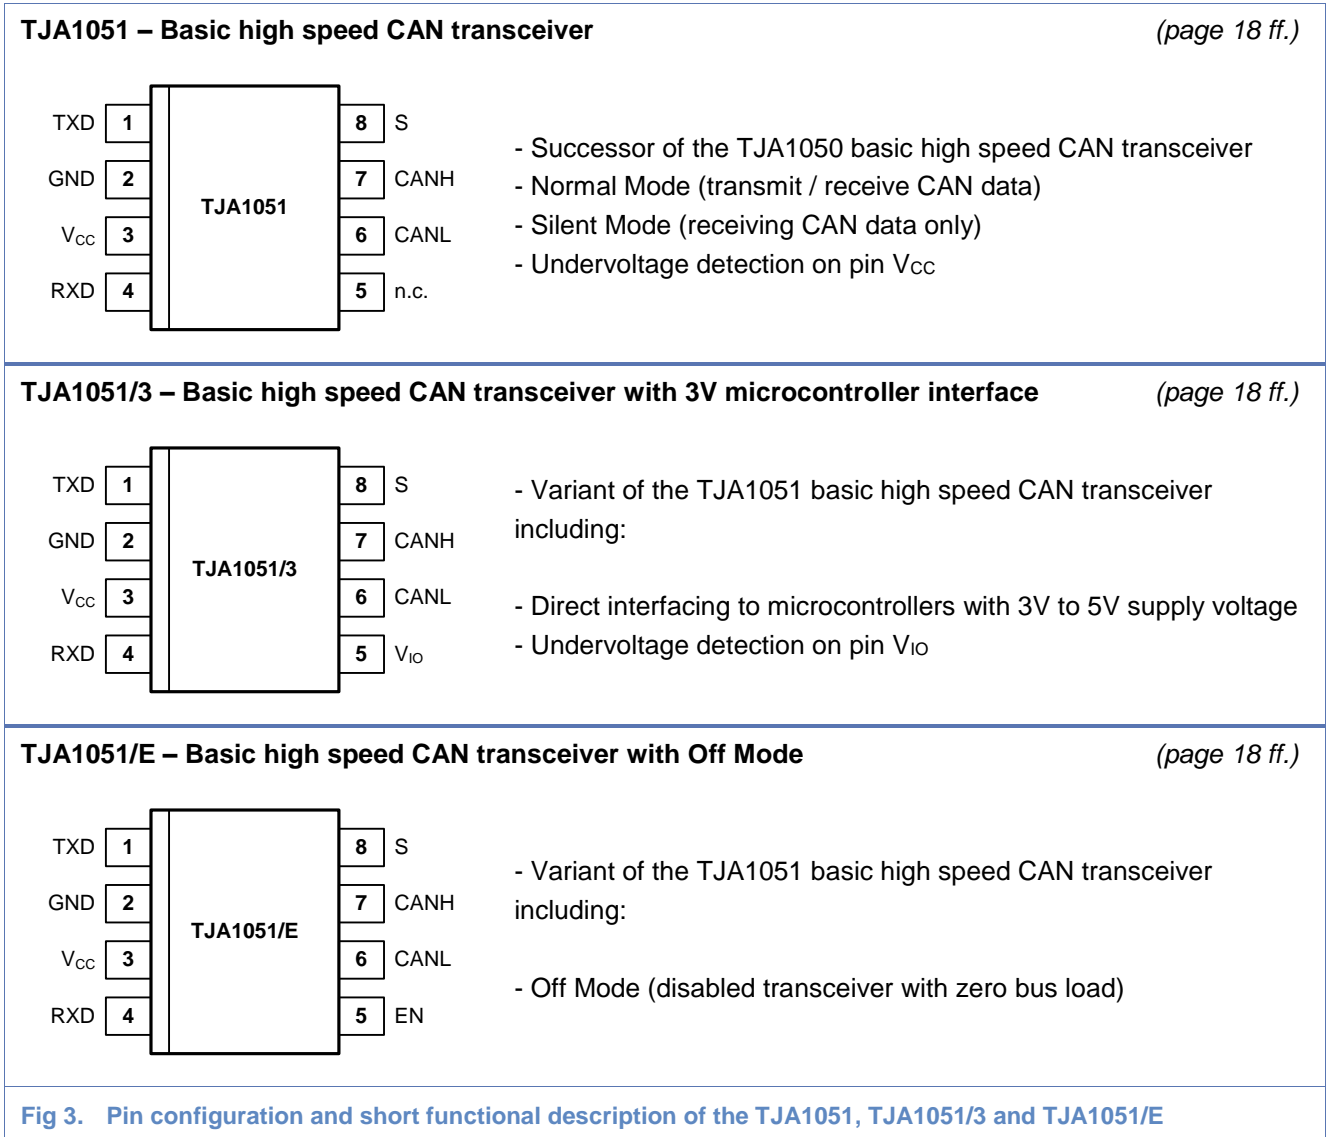 TJA1051 – Basic high speed CAN transceiver (page 18 ff.)
TXD 1 8 S
GND 2 7 CANH
TJA1051
VCC 3 6 CANL
RXD 4 5 n.c.
- Successor of the TJA1050 basic high speed CAN transceiver
- Normal Mode (transmit / receive CAN data)
- Silent Mode (receiving CAN data only)
- Undervoltage detection on pin VCC
TJA1051/3 – Basic high speed CAN transceiver with 3V microcontroller interface (page 18 ff.)
TXD 1 8 S
GND 2 7 CANH
TJA1051/3
VCC 3 6 CANL
RXD 4 5 VIO
- Variant of the TJA1051 basic high speed CAN transceiver
including:
- Direct interfacing to microcontrollers with 3V to 5V supply voltage
- Undervoltage detection on pin VIO
TJA1051/E – Basic high speed CAN transceiver with Off Mode (page 18 ff.)
TXD 1 8 S
GND 2 7 CANH
TJA1051/E
VCC 3 6 CANL
RXD 4 5 EN
- Variant of the TJA1051 basic high speed CAN transceiver
including:
- Off Mode (disabled transceiver with zero bus load)
Fig 3. Pin configuration and short functional description of the TJA1051, TJA1051/3 and TJA1051/E